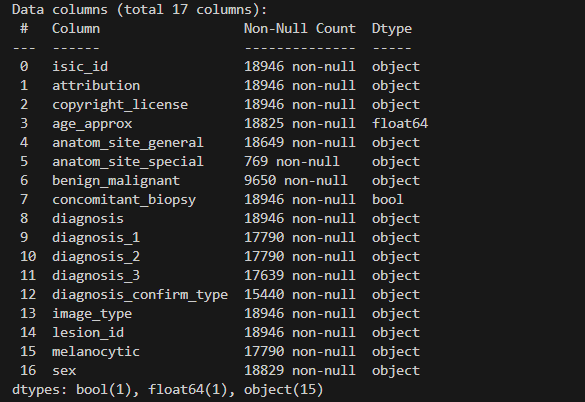 Data columns (total 17 columns):
 #   Column                  Non-Null Count  Dtype
---  ------                  --------------  -----
 0   isic_id                 18946 non-null  object
 1   attribution             18946 non-null  object
 2   copyright_license       18946 non-null  object
 3   age_approx              18825 non-null  float64
 4   anatom_site_general     18649 non-null  object
 5   anatom_site_special     769 non-null    object
 6   benign_malignant        9650 non-null   object
 7   concomitant_biopsy      18946 non-null  bool
 8   diagnosis               18946 non-null  object
 9   diagnosis_1             17790 non-null  object
 10  diagnosis_2             17790 non-null  object
 11  diagnosis_3             17639 non-null  object
 12  diagnosis_confirm_type  15440 non-null  object
 13  image_type              18946 non-null  object
 14  lesion_id               18946 non-null  object
 15  melanocytic             17790 non-null  object
 16  sex                     18829 non-null  object
dtypes: bool(1), float64(1), object(15)